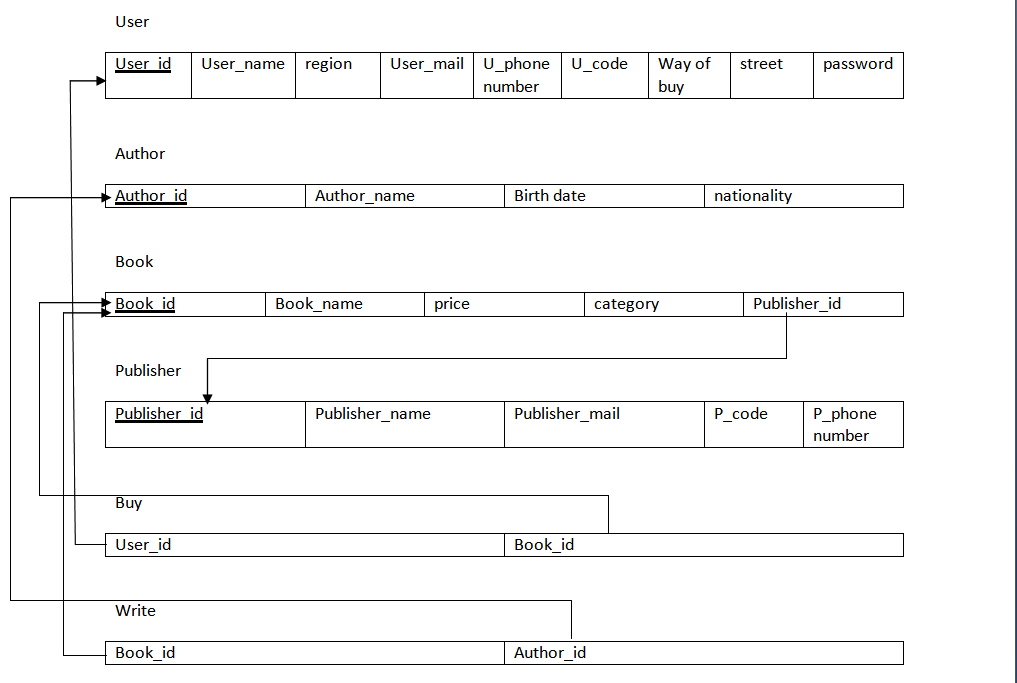 User
User_id User_name region User_mail U_phone U_code Way of street password
number buy
Author
Author_id Author_name Birth date nationality
Book
Book_id Book_name price category Publisher_id
Publisher
Publisher_id Publisher_name Publisher_mail P_code P_phone
number
Buy
User_id Book_id
Write
Book_id Author_id